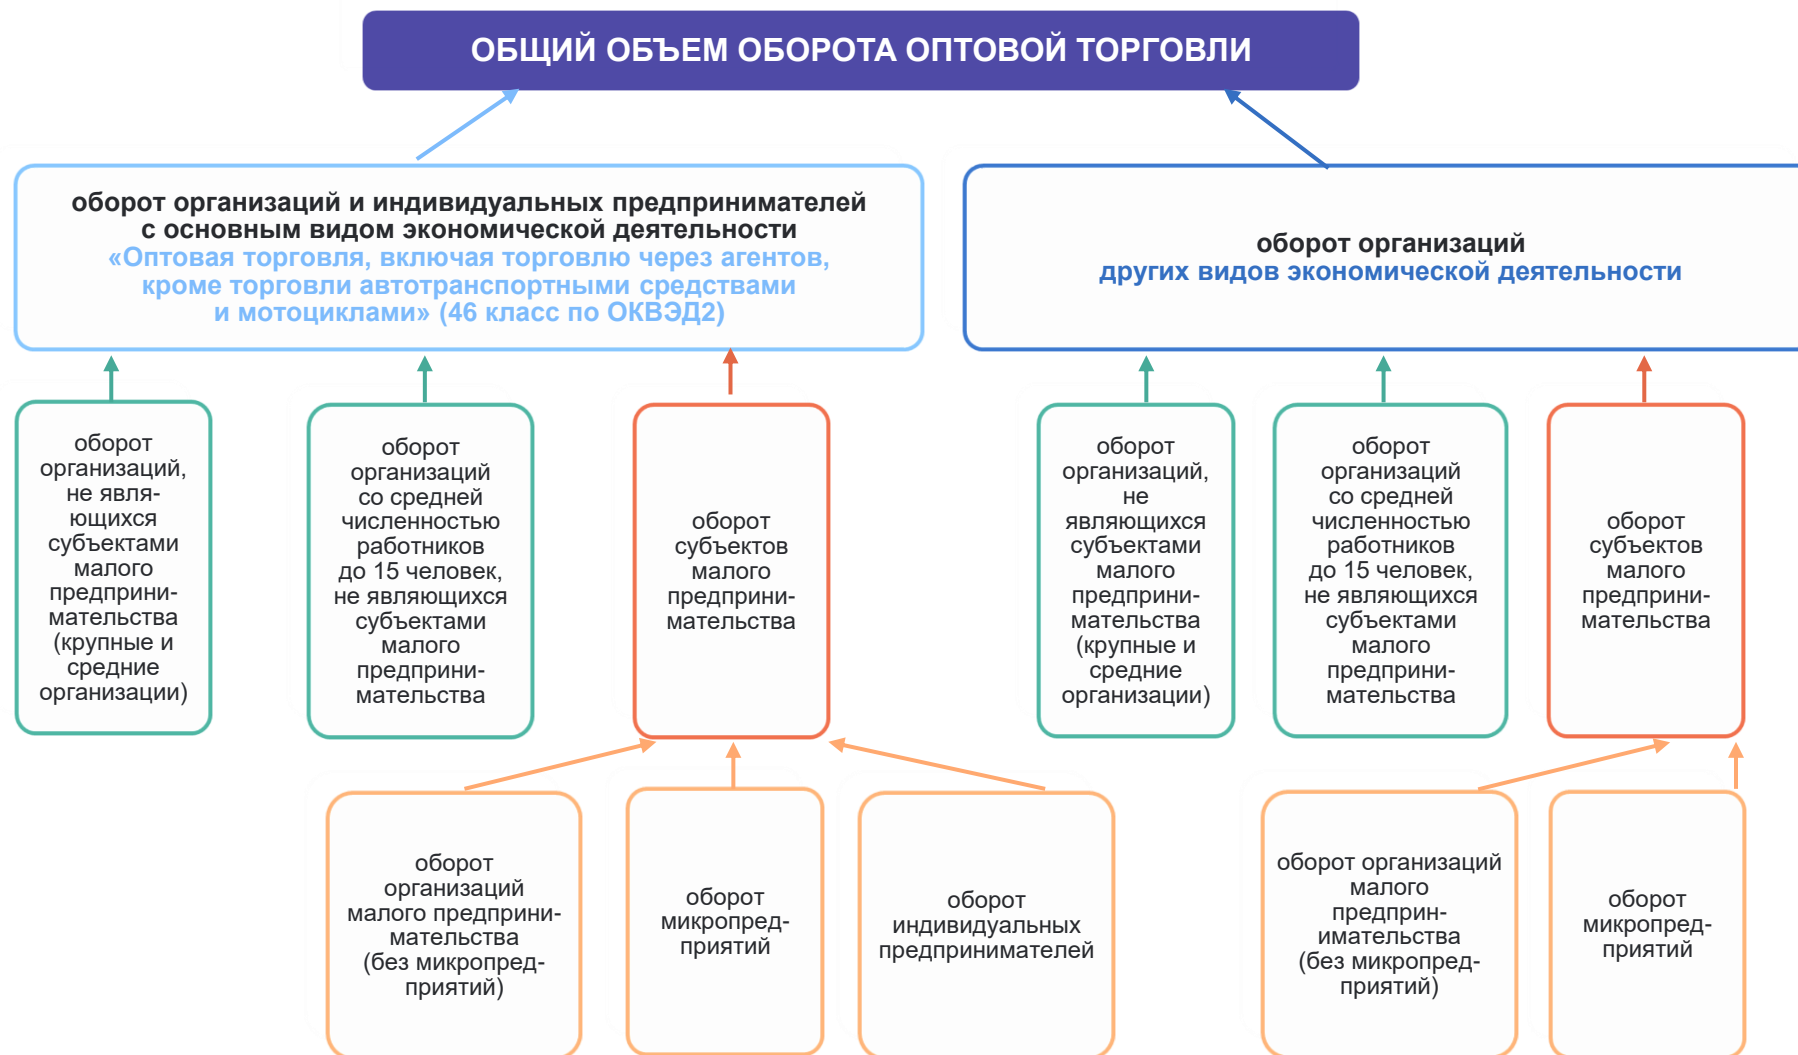 ОБЩИЙ ОБЪЕМ ОБОРОТА ОПТОВОЙ ТОРГОВЛИ
оборот организаций и индивидуальных предпринимателей
с основным видом экономической деятельности
«Оптовая торговля, включая торговлю через агентов,
кроме торговли автотранспортными средствами
и мотоциклами» (46 класс по ОКВЭД2)
оборот организаций
других видов экономической деятельности
оборот
организаций,
не явля-
ющихся
субъектами
малого
предприни-
мательства
(крупные и
средние
организации)
оборот
организаций
со средней
численностью
работников
до 15 человек,
не являющихся
субъектами
малого
предприни-
мательства
оборот
субъектов
малого
предприни-
мательства
оборот
организаций,
не
являющихся
субъектами
малого
предприни-
мательства
(крупные и
средние
организации)
оборот
организаций
со средней
численностью
работников
до 15 человек,
не являющихся
субъектами
малого
предприни-
мательства
оборот
субъектов
малого
предприни-
мательства
оборот
организаций
малого предприни-
мательства
(без микропред-
приятий)
оборот
микропред-
приятий
оборот
индивидуальных
предпринимателей
оборот организаций
малого
предприн-
имательства
(без микропред-
приятий)
оборот
микропред-
приятий